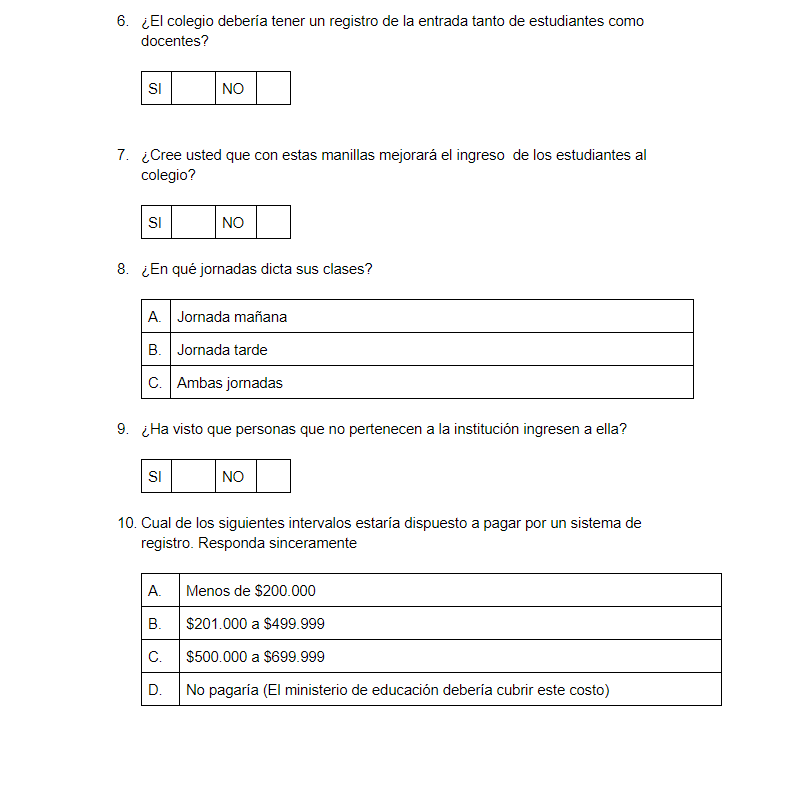 6. ¿El colegio debería tener un registro de la entrada tanto de estudiantes como
docentes?
SI NO
7. ¿Cree usted que con estas manillas mejorará el ingreso  de los estudiantes al
colegio?
SI NO
8. ¿En qué jornadas dicta sus clases?
A. Jornada mañana
B. Jornada tarde
C. Ambas jornadas
9. ¿Ha visto que personas que no pertenecen a la institución ingresen a ella?
SI NO
10. Cual de los siguientes intervalos estaría dispuesto a pagar por un sistema de
registro. Responda sinceramente
A. Menos de $200.000
B. $201.000 a $499.999
C. $500.000 a $699.999
D. No pagaría (El ministerio de educación debería cubrir este costo)